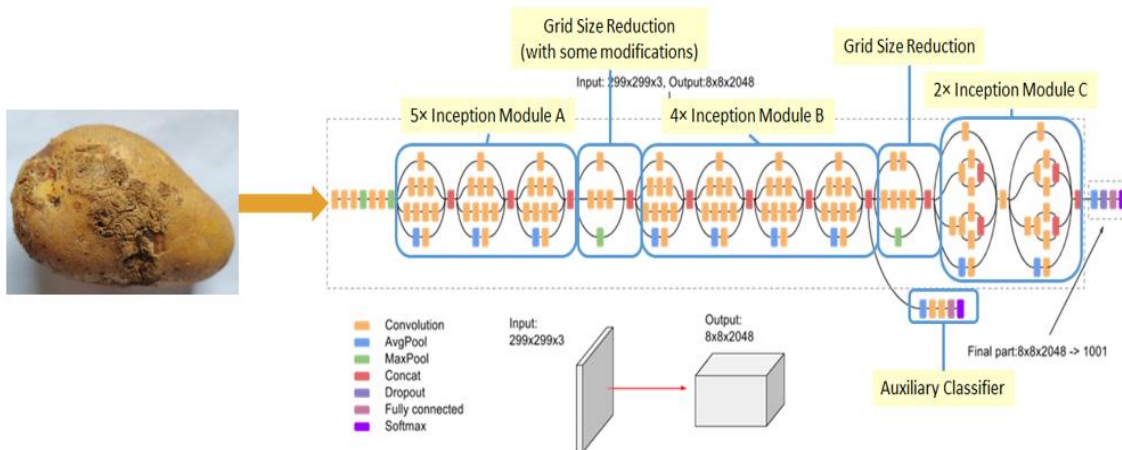 Grid Size Reduction
(with some modifications)
Grid Size Reduction
Input: 299x299x3, Output:8x8x2048
5× Inception Module A
4× Inception Module B
2× Inception Module C
Convolution
AvgPool
MaxPool
Concat
Dropout
Fully connected
Softmax
Input:
299x299x3
Output:
8x8x2048
Final part:8x8x2048 -> 1001
Auxiliary Classifier